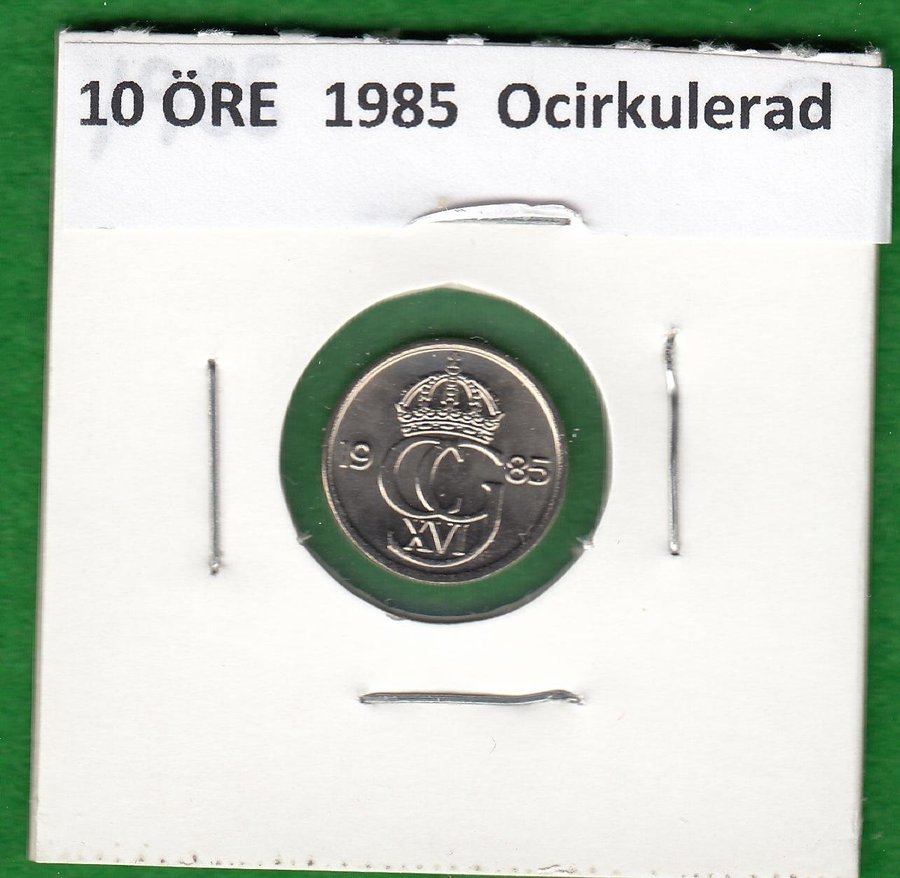 10 ÖRE 1985 Ocirkulerad
19 85
CG
XVI